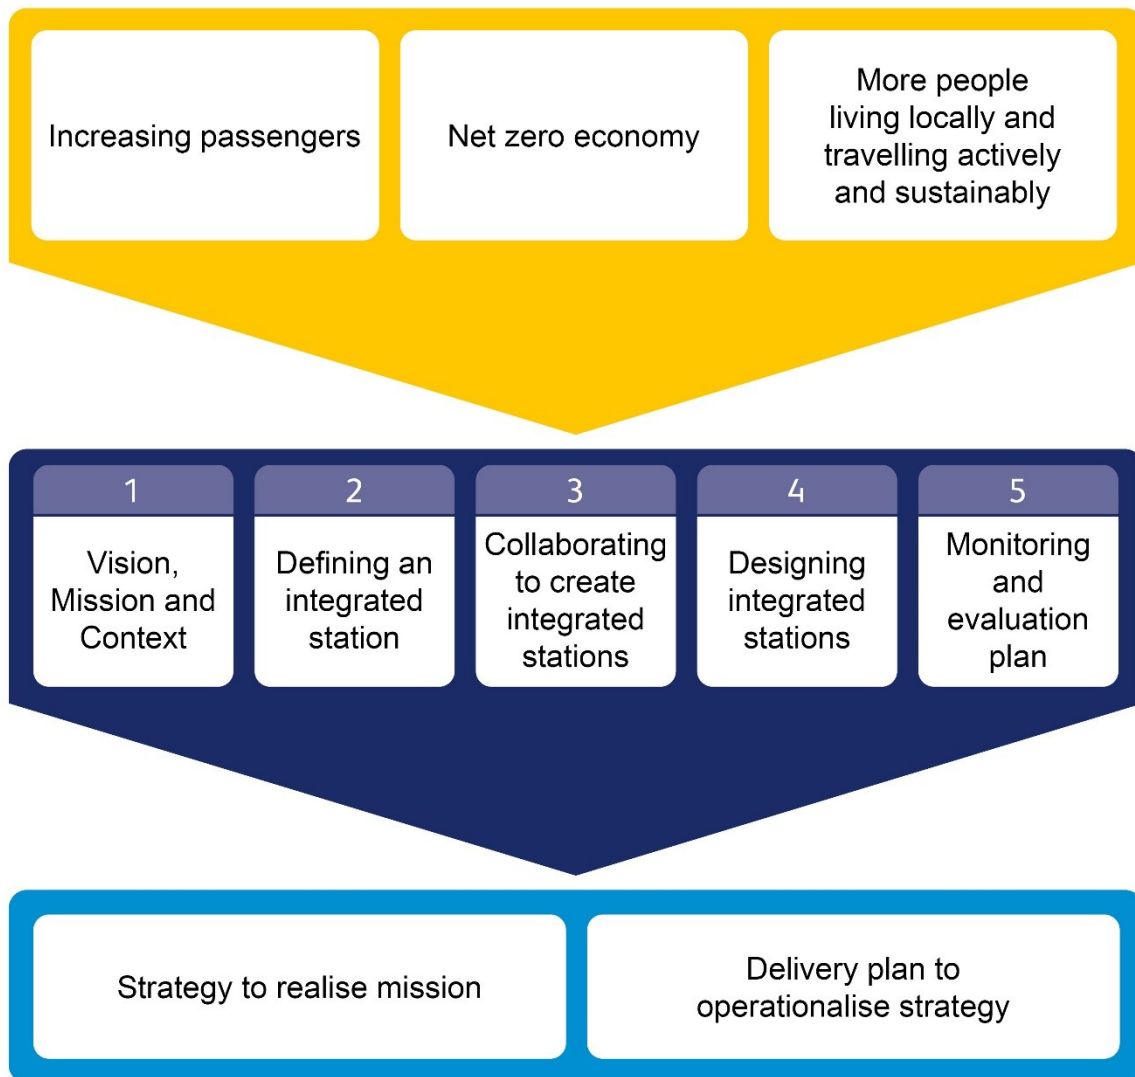 Increasing passengers
Net zero economy
More people
living locally and
travelling actively
and sustainably
1
Vision,
Mission and
Context
2
Defining an
integrated
station
3
Collaborating
to create
integrated
stations
4
Designing
integrated
stations
5
Monitoring
and
evaluation
plan
Strategy to realise mission
Delivery plan to
operationalise strategy